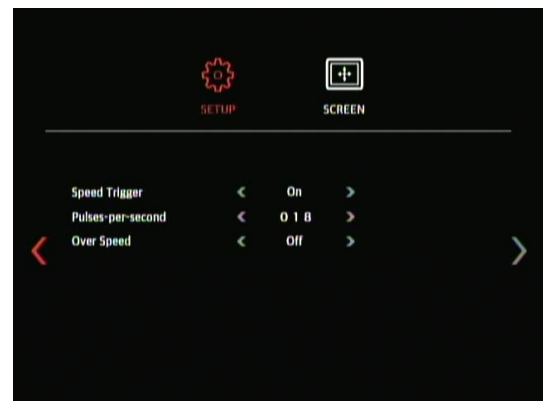 SETUP SCREEN
Speed Trigger < On >
Pulses-per-second < 0 1 8 >
Over Speed < Off >